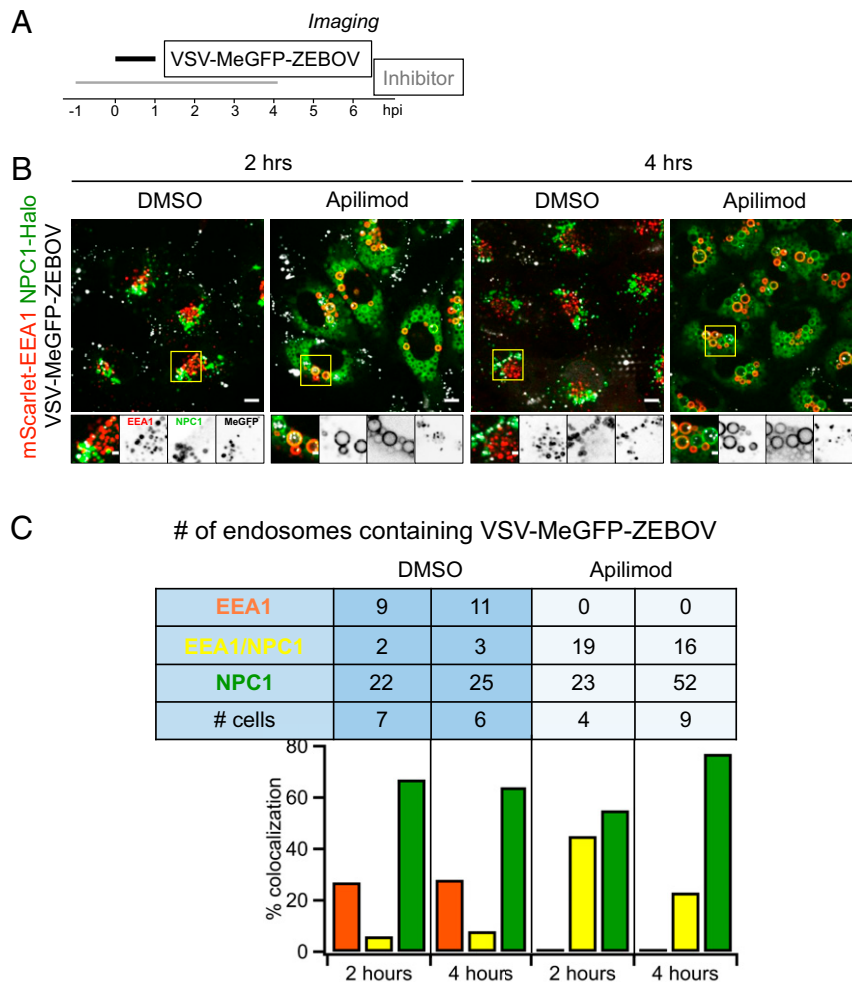 A
Imaging
VSV-MeGFP-ZEBOV
Inhibitor
-1 0 1 2 3 4 5 6 hpi
B
2 hrs 4 hrs
DMSO Apilimod DMSO Apilimod
mScarlet-EEA1 NPC1-Halo
VSV-MeGFP-ZEBOV
EEA1 NPC1 MeGFP
C
# of endosomes containing VSV-MeGFP-ZEBOV
DMSO Apilimod
EEA1 9 11 0 0
EEA1/NPC1 2 3 19 16
NPC1 22 25 23 52
# cells 7 6 4 9
% colocalization
80
60
40
20
0
2 hours 4 hours 2 hours 4 hours